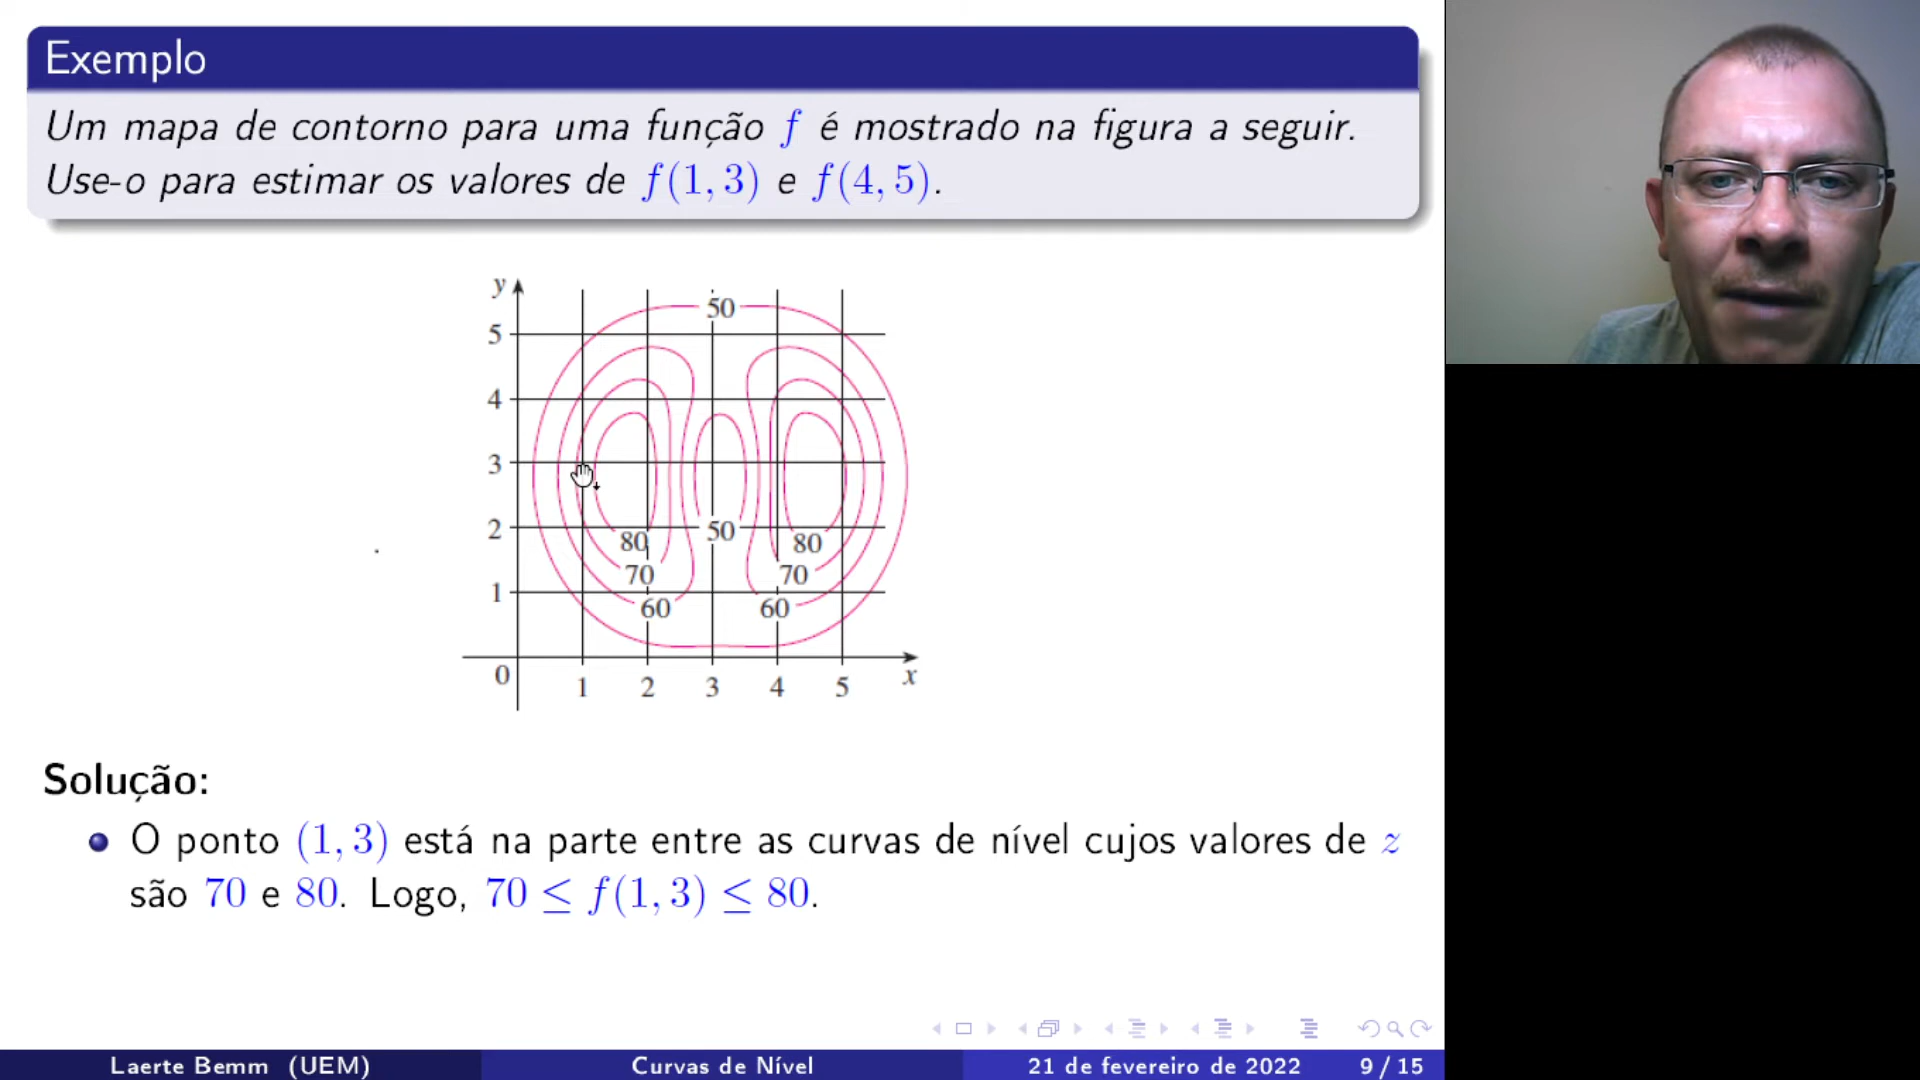 Exemplo
Um mapa de contorno para uma função f é mostrado na figura a seguir.
Use-o para estimar os valores de f(1, 3) e f(4, 5).
y
50
5
4
3
2
50
80
80
70
70
1
60
60
0
1 2 3 4 5
x
Solução:
O ponto (1, 3) está na parte entre as curvas de nível cujos valores de z
são 70 e 80. Logo, 70 ≤ f(1, 3) ≤ 80.
Laerte Bemm (UEM) Curvas de Nível 21 de fevereiro de 2022 9 / 15